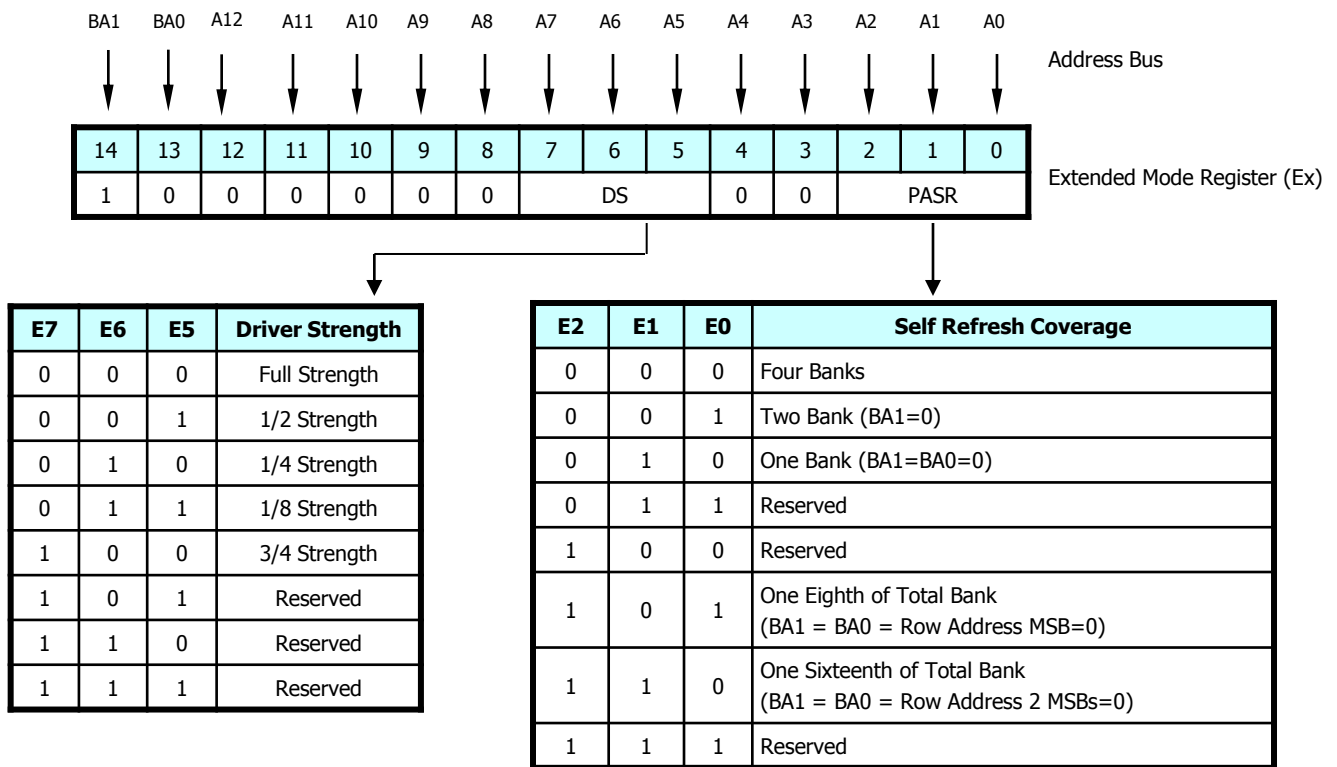 BA1 BA0 A12 A11 A10 A9 A8 A7 A6 A5 A4 A3 A2 A1 A0
Address Bus
14 13 12 11 10 9 8 7 6 5 4 3 2 1 0
1 0 0 0 0 0 0 DS 0 0 PASR
Extended Mode Register (Ex)
E7 E6 E5 Driver Strength
0 0 0 Full Strength
0 0 1 1/2 Strength
0 1 0 1/4 Strength
0 1 1 1/8 Strength
1 0 0 3/4 Strength
1 0 1 Reserved
1 1 0 Reserved
1 1 1 Reserved
E2 E1 E0 Self Refresh Coverage
0 0 0 Four Banks
0 0 1 Two Bank (BA1=0)
0 1 0 One Bank (BA1=BA0=0)
0 1 1 Reserved
1 0 0 Reserved
1 0 1 One Eighth of Total Bank
(BA1 = BA0 = Row Address MSB=0)
1 1 0 One Sixteenth of Total Bank
(BA1 = BA0 = Row Address 2 MSBs=0)
1 1 1 Reserved